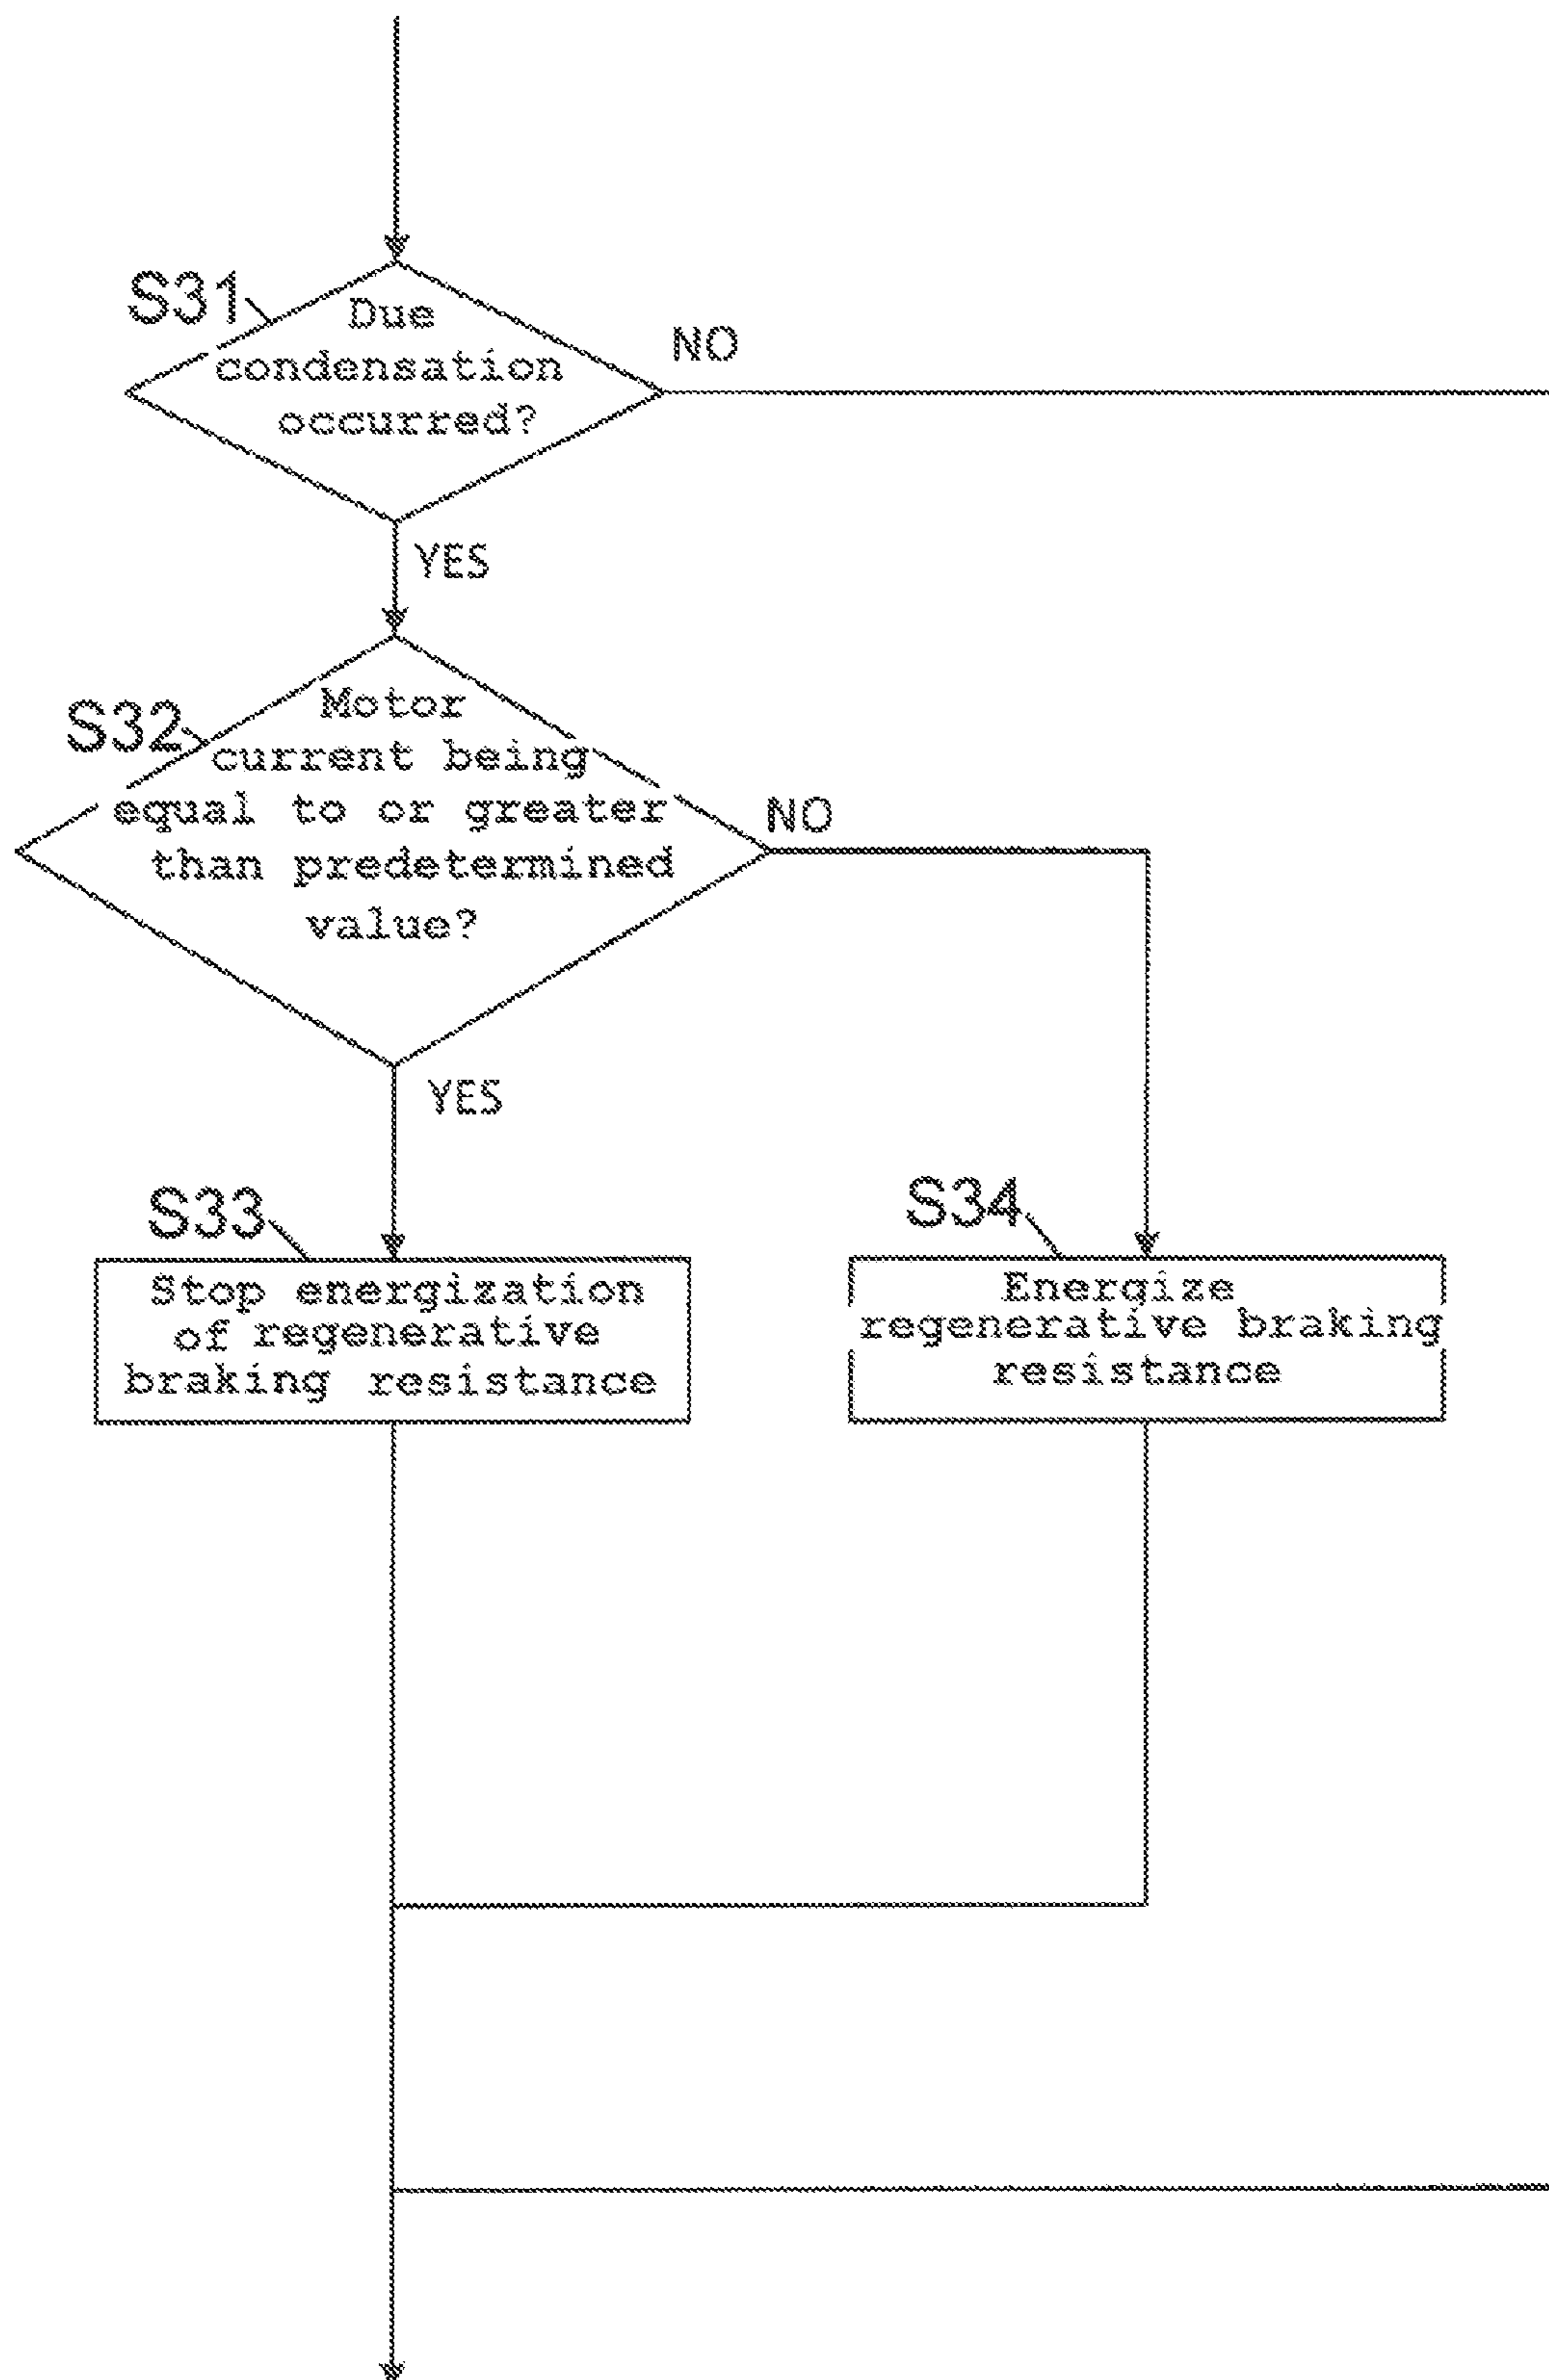 S31
Due
condensation
occurred?
NO
YES
S32
Motor
current being
equal to or greater
than predetermined
value?
NO
YES
S33
Stop energization
of regenerative
braking resistance
S34
Energize
regenerative braking
resistance